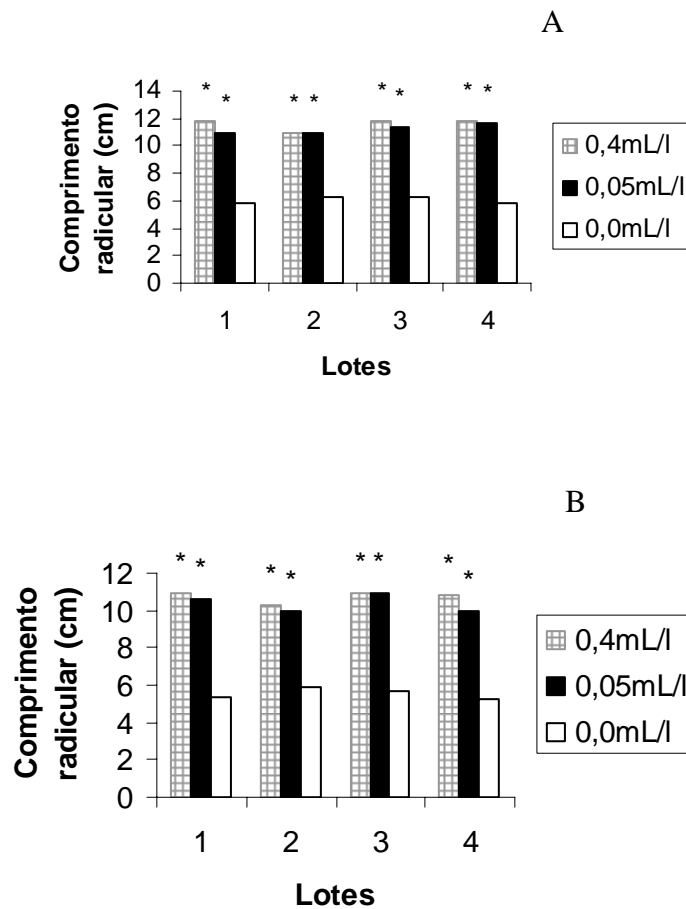 A
* * * * * * * *
Comprimento
radicular (cm)
14
12
10
8
6
4
2
0
1 2 3 4
Lotes
0,4mL/l
0,05mL/l
0,0mL/l
B
* * * * * * * *
Comprimento
radicular (cm)
12
10
8
6
4
2
0
1 2 3 4
Lotes
0,4mL/l
0,05mL/l
0,0mL/l